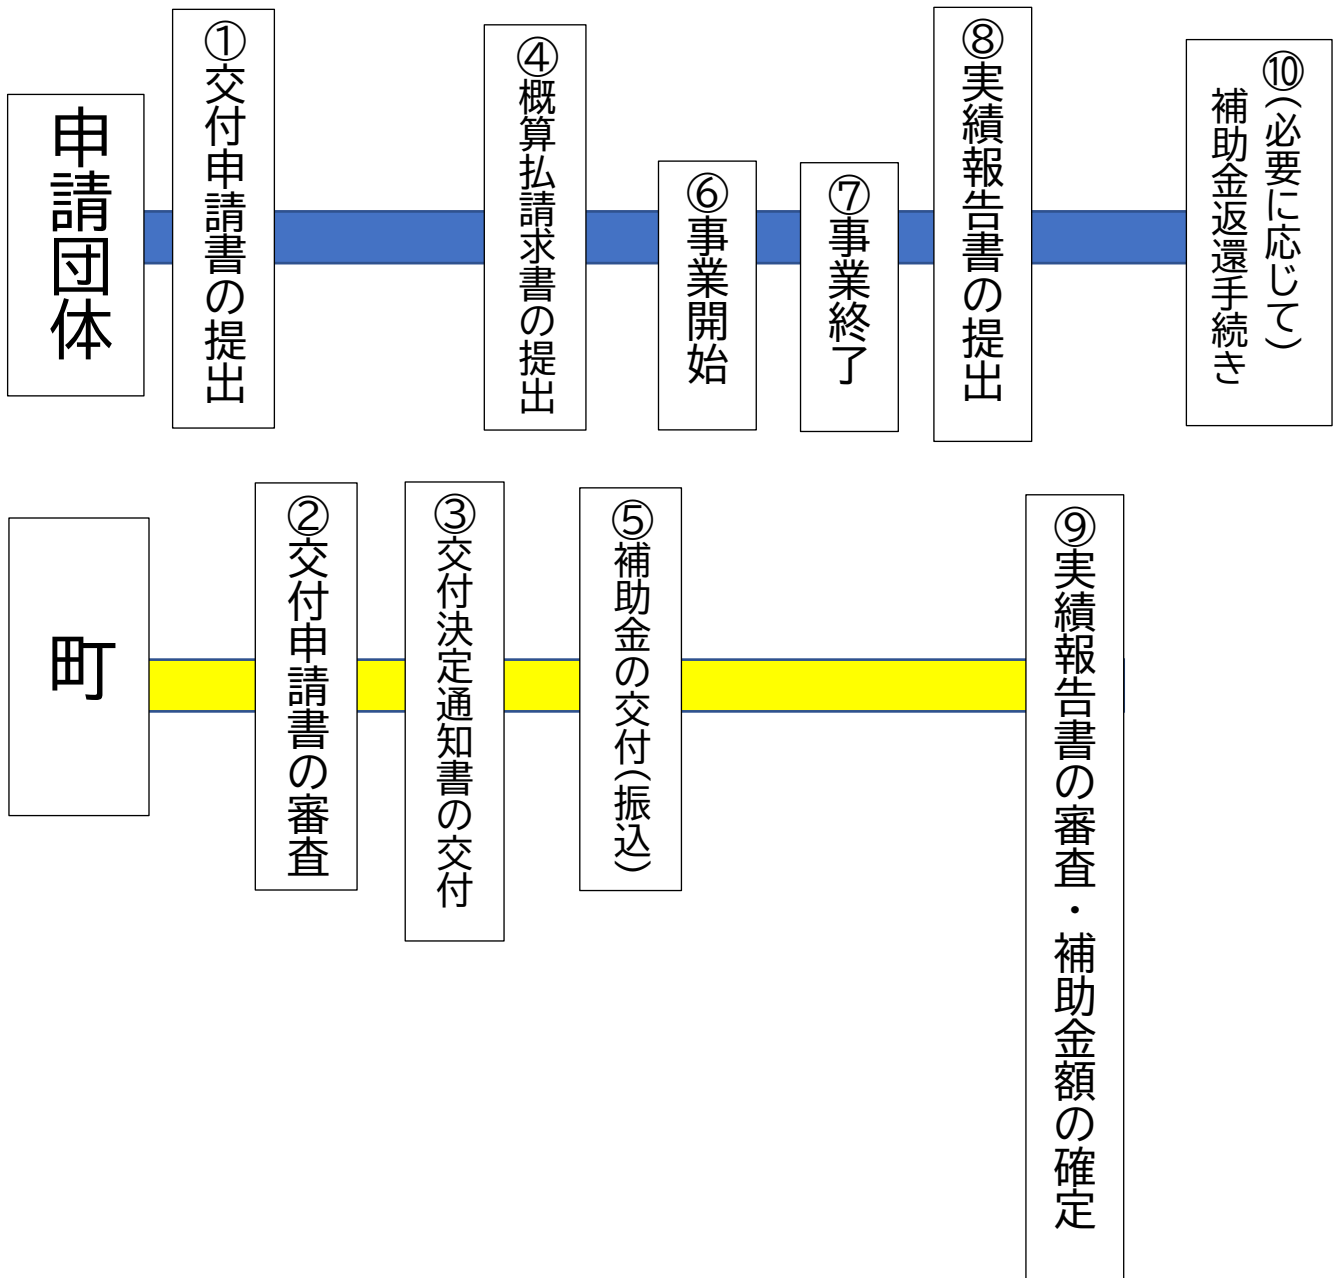 申請団体
①交付申請書の提出
④概算払請求書の提出
⑥事業開始
⑦事業終了
⑧実績報告書の提出
⑩(必要に応じて)
補助金返還手続き
町
②交付申請書の審査
③交付決定通知書の交付
⑤補助金の交付(振込)
⑨実績報告書の審査・補助金額の確定